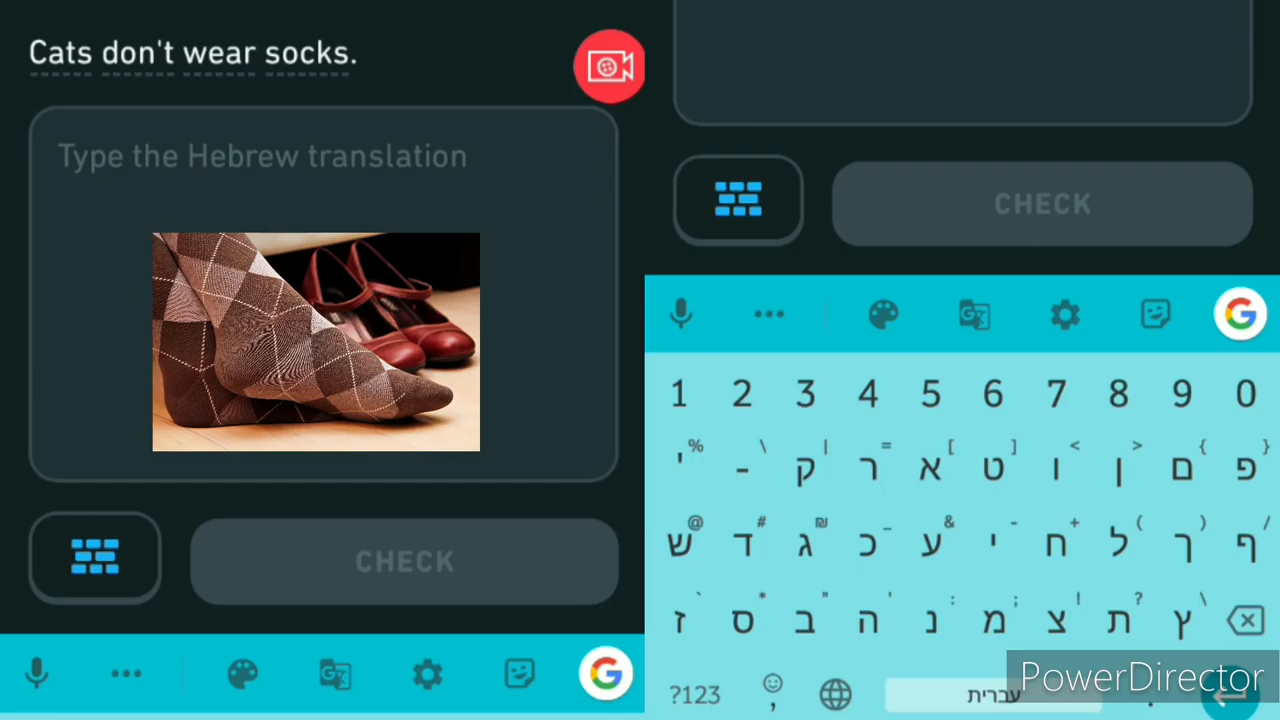 Cats don't wear socks.
Type the Hebrew translation
CHECK
CHECK
1 2 3 4 5 6 7 8 9 0
' % - \ ק | ר = א [ ט ] ו < ן > ם { פ }
ש @ ד # ג ₪ כ _ ע & י - ח + ל ( ך ) ף /
ז ` ס * ב " ה ' נ : מ ; צ ! ת ? ץ \
?123 , עברית .
PowerDirector